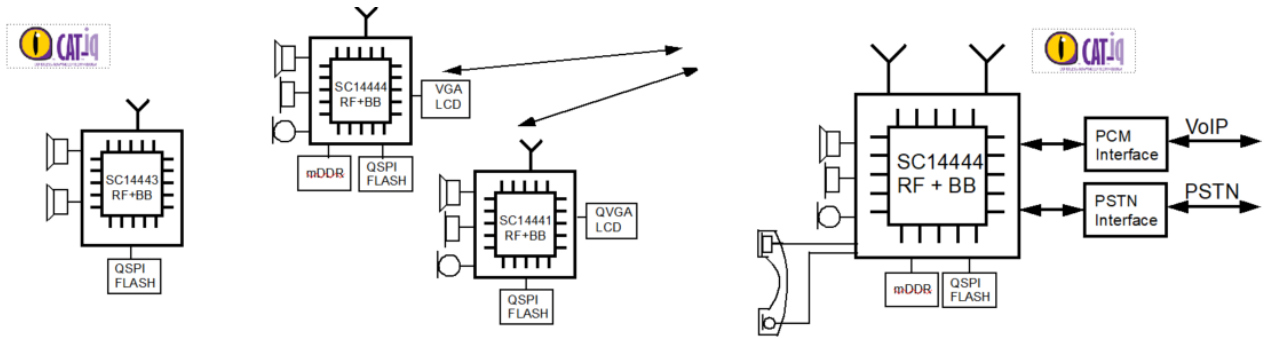 CAT-iq
SC14443
RF+BB
QSPI
FLASH
SC14444
RF+BB
VGA
LCD
mDDR
QSPI
FLASH
SC14441
RF+BB
QVGA
LCD
QSPI
FLASH
CAT-iq
SC14444
RF + BB
mDDR
QSPI
FLASH
PCM
Interface
VoIP
PSTN
Interface
PSTN